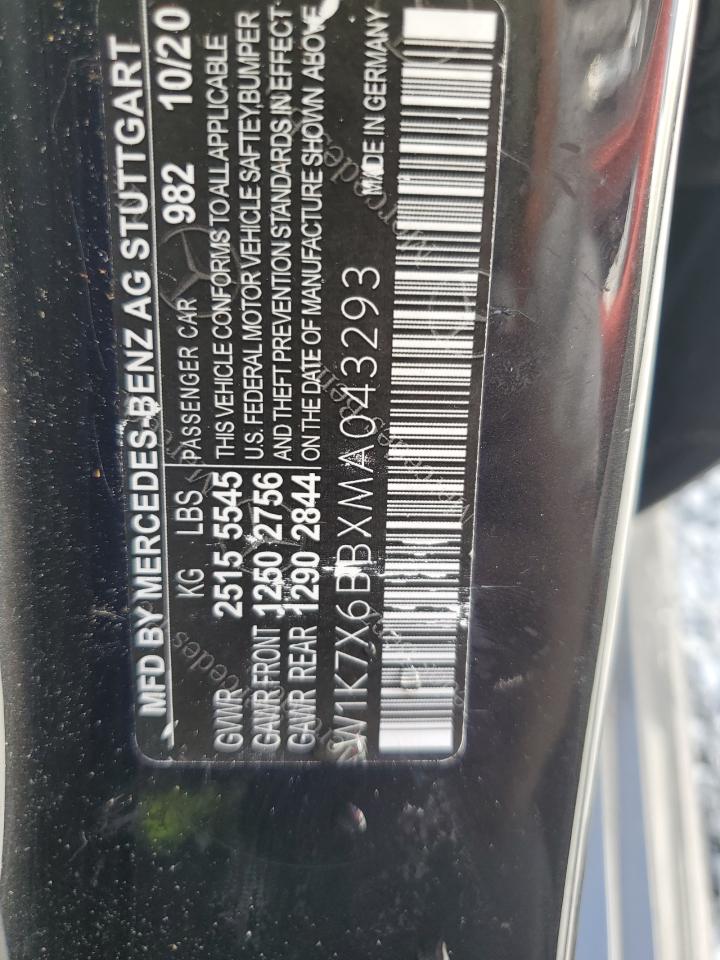 MFD BY MERCEDES-BENZ AG STUTTGART
KG LBS PASSENGER CAR 982 10/20
GVWR 2515 5545 THIS VEHICLE CONFORMS TO ALL APPLICABLE
GAWR FRONT 1250 2756 U.S. FEDERAL MOTOR VEHICLE SAFTEY,BUMPER
GAWR REAR 1290 2844 AND THEFT PREVENTION STANDARDS IN EFFECT
ON THE DATE OF MANUFACTURE SHOWN ABOVE
W1K7X6BBXMA043293 MADE IN GERMANY